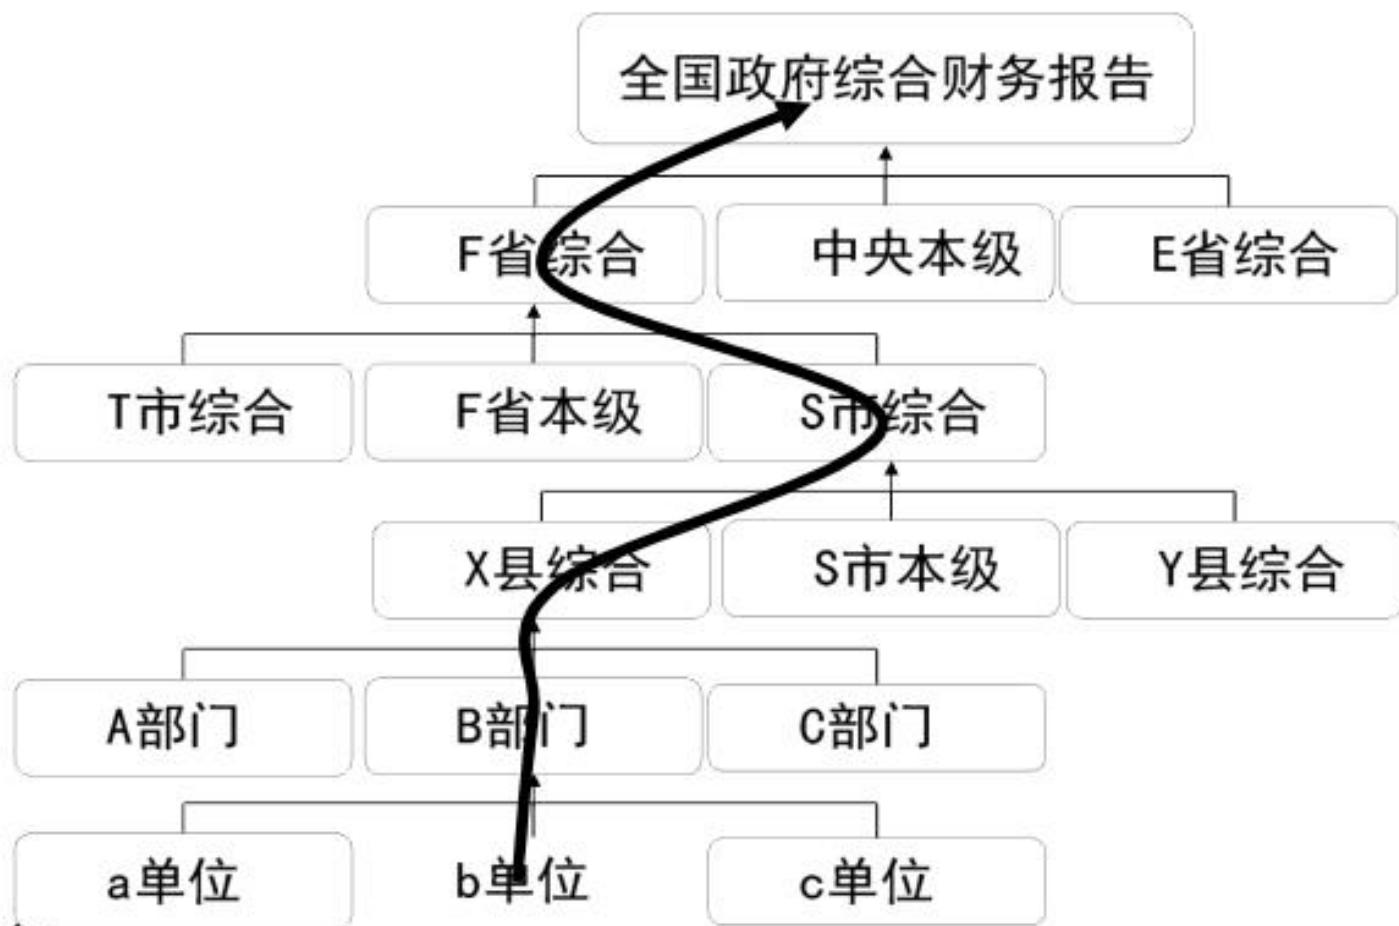 全国政府综合财务报告
F省综合
中央本级
E省综合
T市综合
F省本级
S市综合
X县综合
S市本级
Y县综合
A部门
B部门
C部门
a单位
b单位
c单位